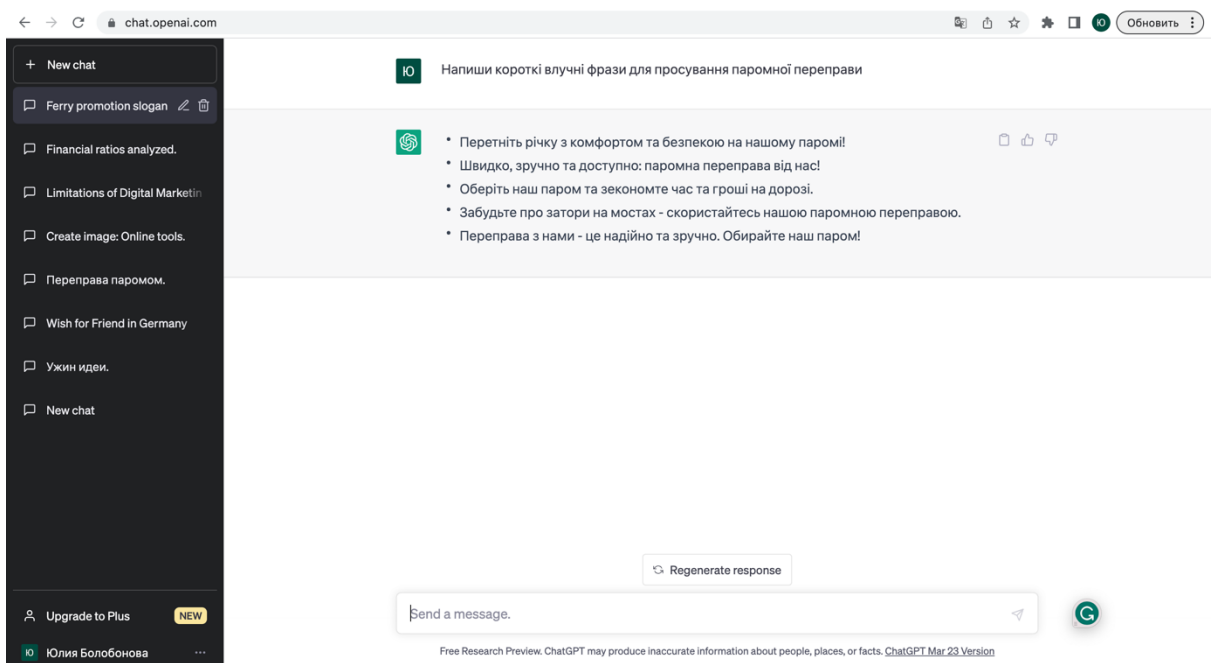 chat.openai.com
Ю
Обновить
+ New chat
Ferry promotion slogan
Financial ratios analyzed.
Limitations of Digital Marketin
Create image: Online tools.
Переправа паромом.
Wish for Friend in Germany
Ужин идеи.
New chat
Upgrade to Plus NEW
Ю Юлия Болобонова ...
Ю Напиши короткі влучні фрази для просування паромної переправи
• Перетніть річку з комфортом та безпекою на нашому паромі!
• Швидко, зручно та доступно: паромна переправа від нас!
• Оберіть наш паром та зекономте час та гроші на дорозі.
• Забудьте про затори на мостах - скористайтесь нашою паромною переправою.
• Переправа з нами - це надійно та зручно. Обирайте наш паром!
Regenerate response
Send a message.
G
Free Research Preview. ChatGPT may produce inaccurate information about people, places, or facts. ChatGPT Mar 23 Version